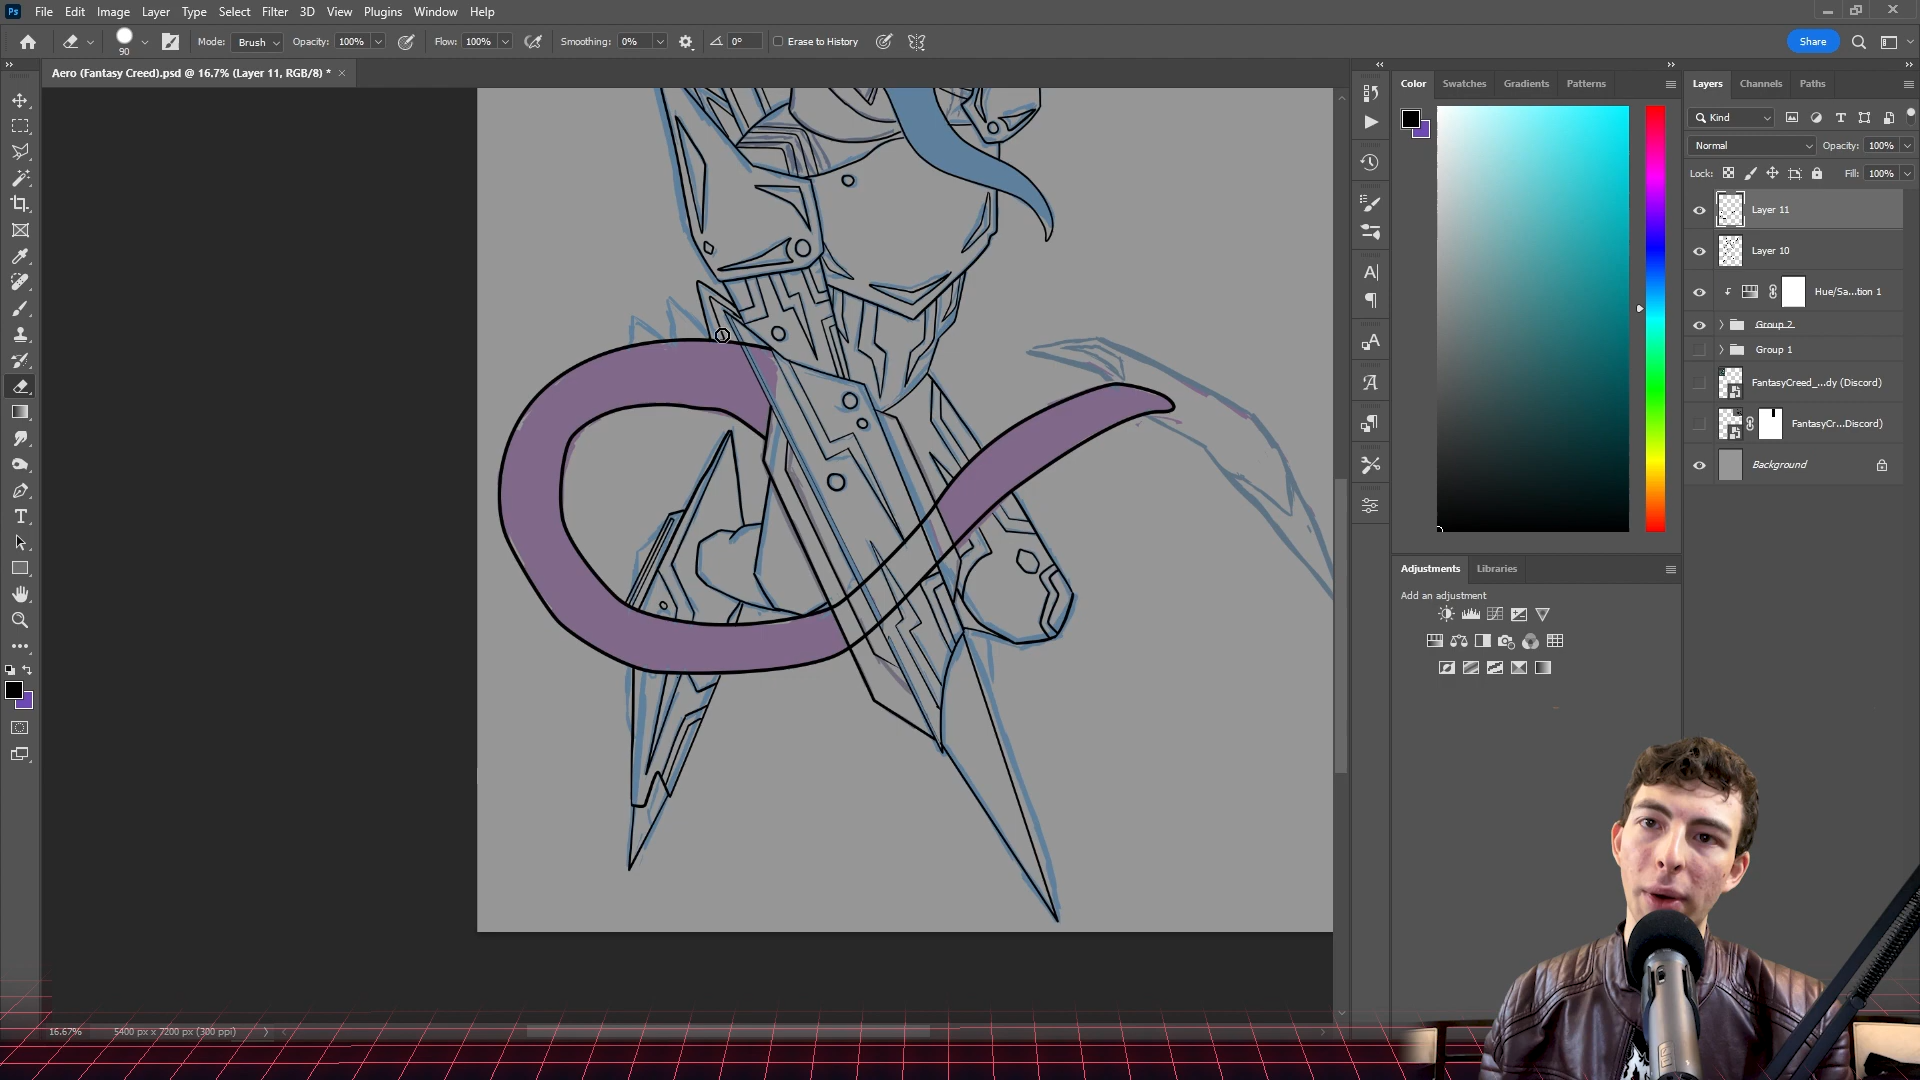 Ps File Edit Image Layer Type Select Filter 3D View Plugins Window Help
90 Mode: Brush Opacity: 100% Flow: 100% Smoothing: 0% 0° Erase to History Share
Aero (Fantasy Creed).psd @ 16.7% (Layer 11, RGB/8) * ×
Color Swatches Gradients Patterns
Layers Channels Paths
Kind
Normal Opacity: 100%
Lock: Fill: 100%
Layer 11
Layer 10
Hue/Sa...tion 1
Group 2
Group 1
FantasyCreed_...dy (Discord)
FantasyCr...Discord)
Background
Adjustments Libraries
Add an adjustment
16.67% 5400 px x 7200 px (300 ppi)